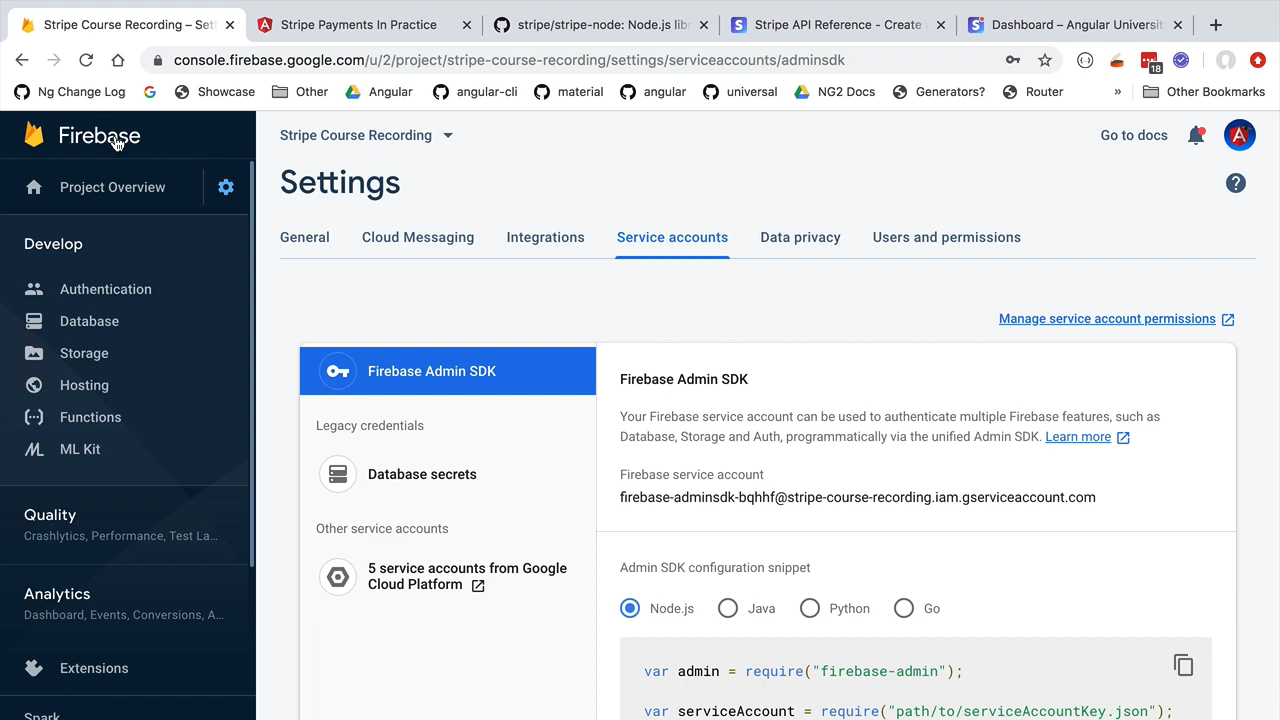 Stripe Course Recording – Sett
Stripe Payments In Practice
stripe/stripe-node: Node.js libr
Stripe API Reference - Create a
Dashboard – Angular Universit
console.firebase.google.com/u/2/project/stripe-course-recording/settings/serviceaccounts/adminsdk
18
Ng Change Log
Showcase
Other
Angular
angular-cli
material
angular
universal
NG2 Docs
Generators?
Router
»
Other Bookmarks
Firebase
Stripe Course Recording
Go to docs
Project Overview
Settings
General
Cloud Messaging
Integrations
Service accounts
Data privacy
Users and permissions
Develop
Authentication
Database
Storage
Hosting
Functions
ML Kit
Quality
Crashlytics, Performance, Test La...
Analytics
Dashboard, Events, Conversions, A...
Extensions
Spark
Manage service account permissions
Firebase Admin SDK
Legacy credentials
Database secrets
Other service accounts
5 service accounts from Google
Cloud Platform
Firebase Admin SDK
Your Firebase service account can be used to authenticate multiple Firebase features, such as
Database, Storage and Auth, programmatically via the unified Admin SDK. Learn more
Firebase service account
firebase-adminsdk-bqhhf@stripe-course-recording.iam.gserviceaccount.com
Admin SDK configuration snippet
Node.js
Java
Python
Go
var admin = require("firebase-admin");
var serviceAccount = require("path/to/serviceAccountKey.json");